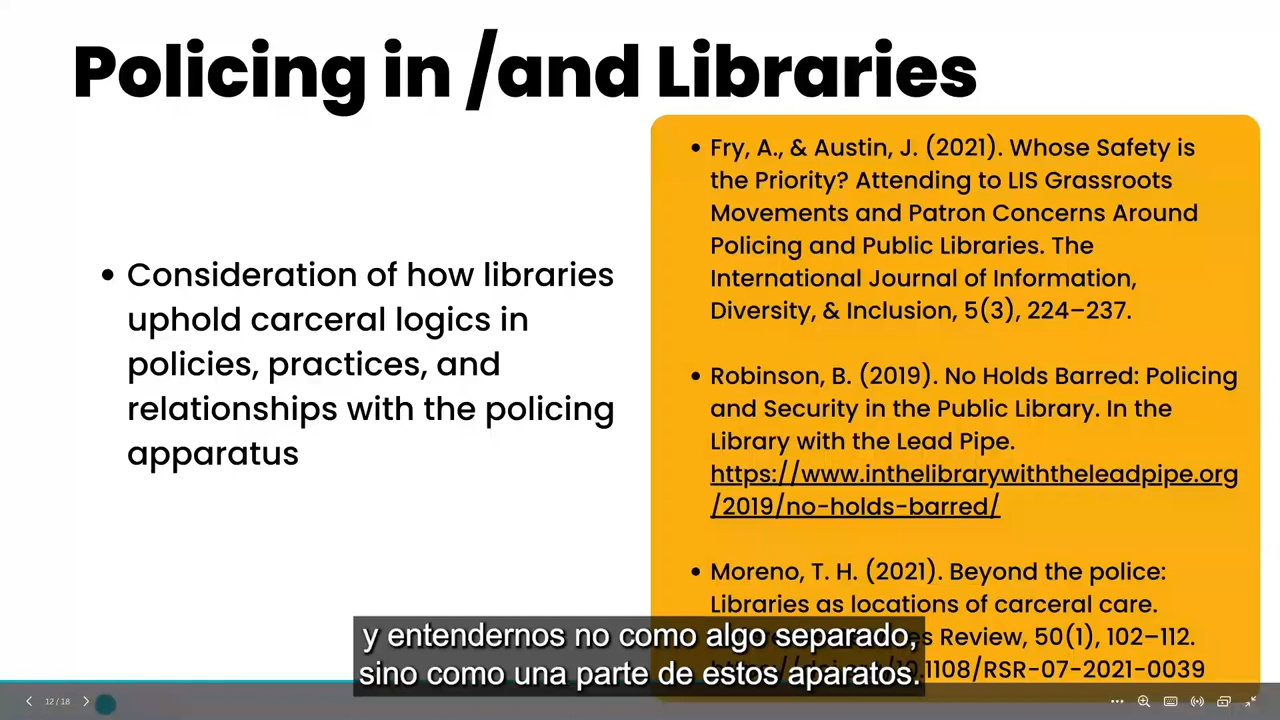 Policing in /and Libraries
• Consideration of how libraries
uphold carceral logics in
policies, practices, and
relationships with the policing
apparatus
• Fry, A., & Austin, J. (2021). Whose Safety is
the Priority? Attending to LIS Grassroots
Movements and Patron Concerns Around
Policing and Public Libraries. The
International Journal of Information,
Diversity, & Inclusion, 5(3), 224–237.
• Robinson, B. (2019). No Holds Barred: Policing
and Security in the Public Library. In the
Library with the Lead Pipe.
https://www.inthelibrarywiththeleadpipe.org
/2019/no-holds-barred/
• Moreno, T. H. (2021). Beyond the police:
Libraries as locations of carceral care.
Review, 50(1), 102–112.
.1108/RSR-07-2021-0039
y entendernos no como algo separado,
sino como una parte de estos aparatos.
12 / 18